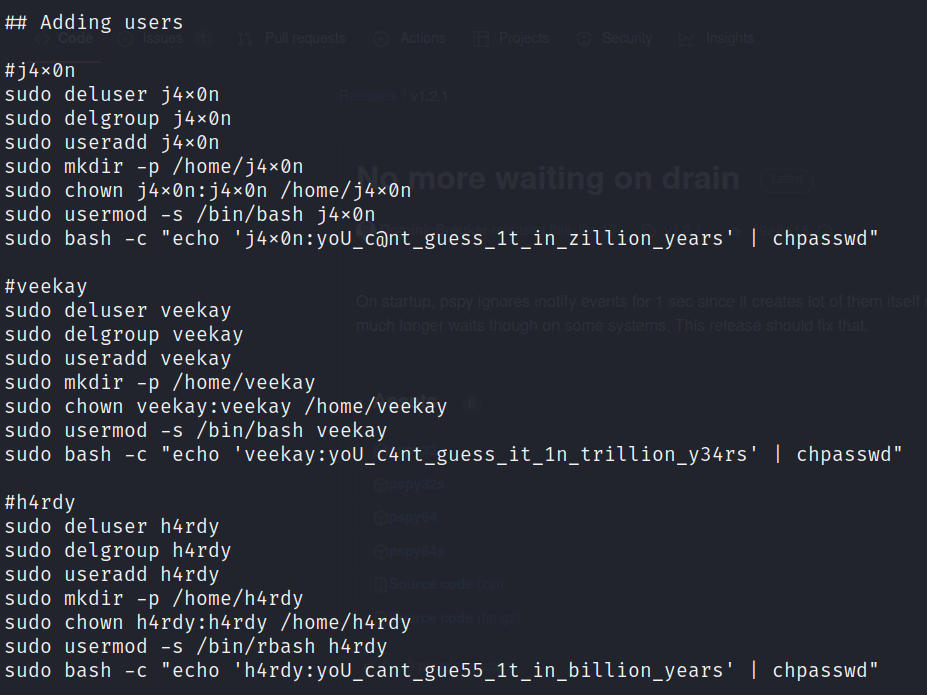 ## Adding users
Code Issues Pull requests Actions Projects Security Insights
#j4×0n
sudo deluser j4×0n
v1.2.1
sudo delgroup j4×0n
sudo useradd j4×0n
sudo mkdir -p /home/j4×0n
No more waiting on drain
sudo chown j4×0n:j4×0n /home/j4×0n
sudo usermod -s /bin/bash j4×0n
sudo bash -c "echo 'j4×0n:yoU_c@nt_guess_1t_in_zillion_years' | chpasswd"
#veekay
On startup, pspy ignores inotify events for 1 sec since it creates lot of them itself
sudo deluser veekay
much longer waits though on some systems. This release should fix that.
sudo delgroup veekay
sudo useradd veekay
sudo mkdir -p /home/veekay
sudo chown veekay:veekay /home/veekay
sudo usermod -s /bin/bash veekay
sudo bash -c "echo 'veekay:yoU_c4nt_guess_it_1n_trillion_y34rs' | chpasswd"
pspy32s
#h4rdy
pspy64
sudo deluser h4rdy
sudo delgroup h4rdy
pspy64s
sudo useradd h4rdy
Source code (zip)
sudo mkdir -p /home/h4rdy
sudo chown h4rdy:h4rdy /home/h4rdy
sudo usermod -s /bin/rbash h4rdy
sudo bash -c "echo 'h4rdy:yoU_cant_gue55_1t_in_billion_years' | chpasswd"